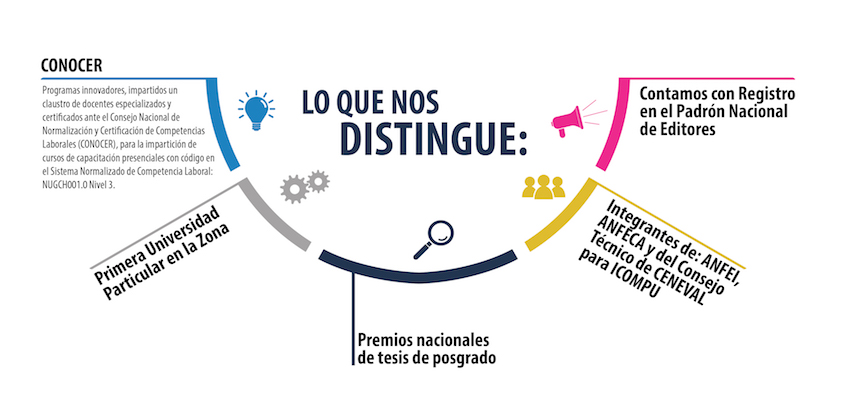 LO QUE NOS
DISTINGUE:
CONOCER
Programas innovadores, impartidos un
claustro de docentes especializados y
certificados ante el Consejo Nacional de
Normalización y Certificación de Competencias
Laborales (CONOCER), para la impartición de
cursos de capacitación presenciales con código en
el Sistema Normalizado de Competencia Laboral:
NUGCH001.0 Nivel 3.
Primera Universidad
Particular en la Zona
Premios nacionales
de tesis de posgrado
Integrantes de: ANFEI,
ANFECA y del Consejo
Técnico de CENEVAL
para ICOMPU
Contamos con Registro
en el Padrón Nacional
de Editores